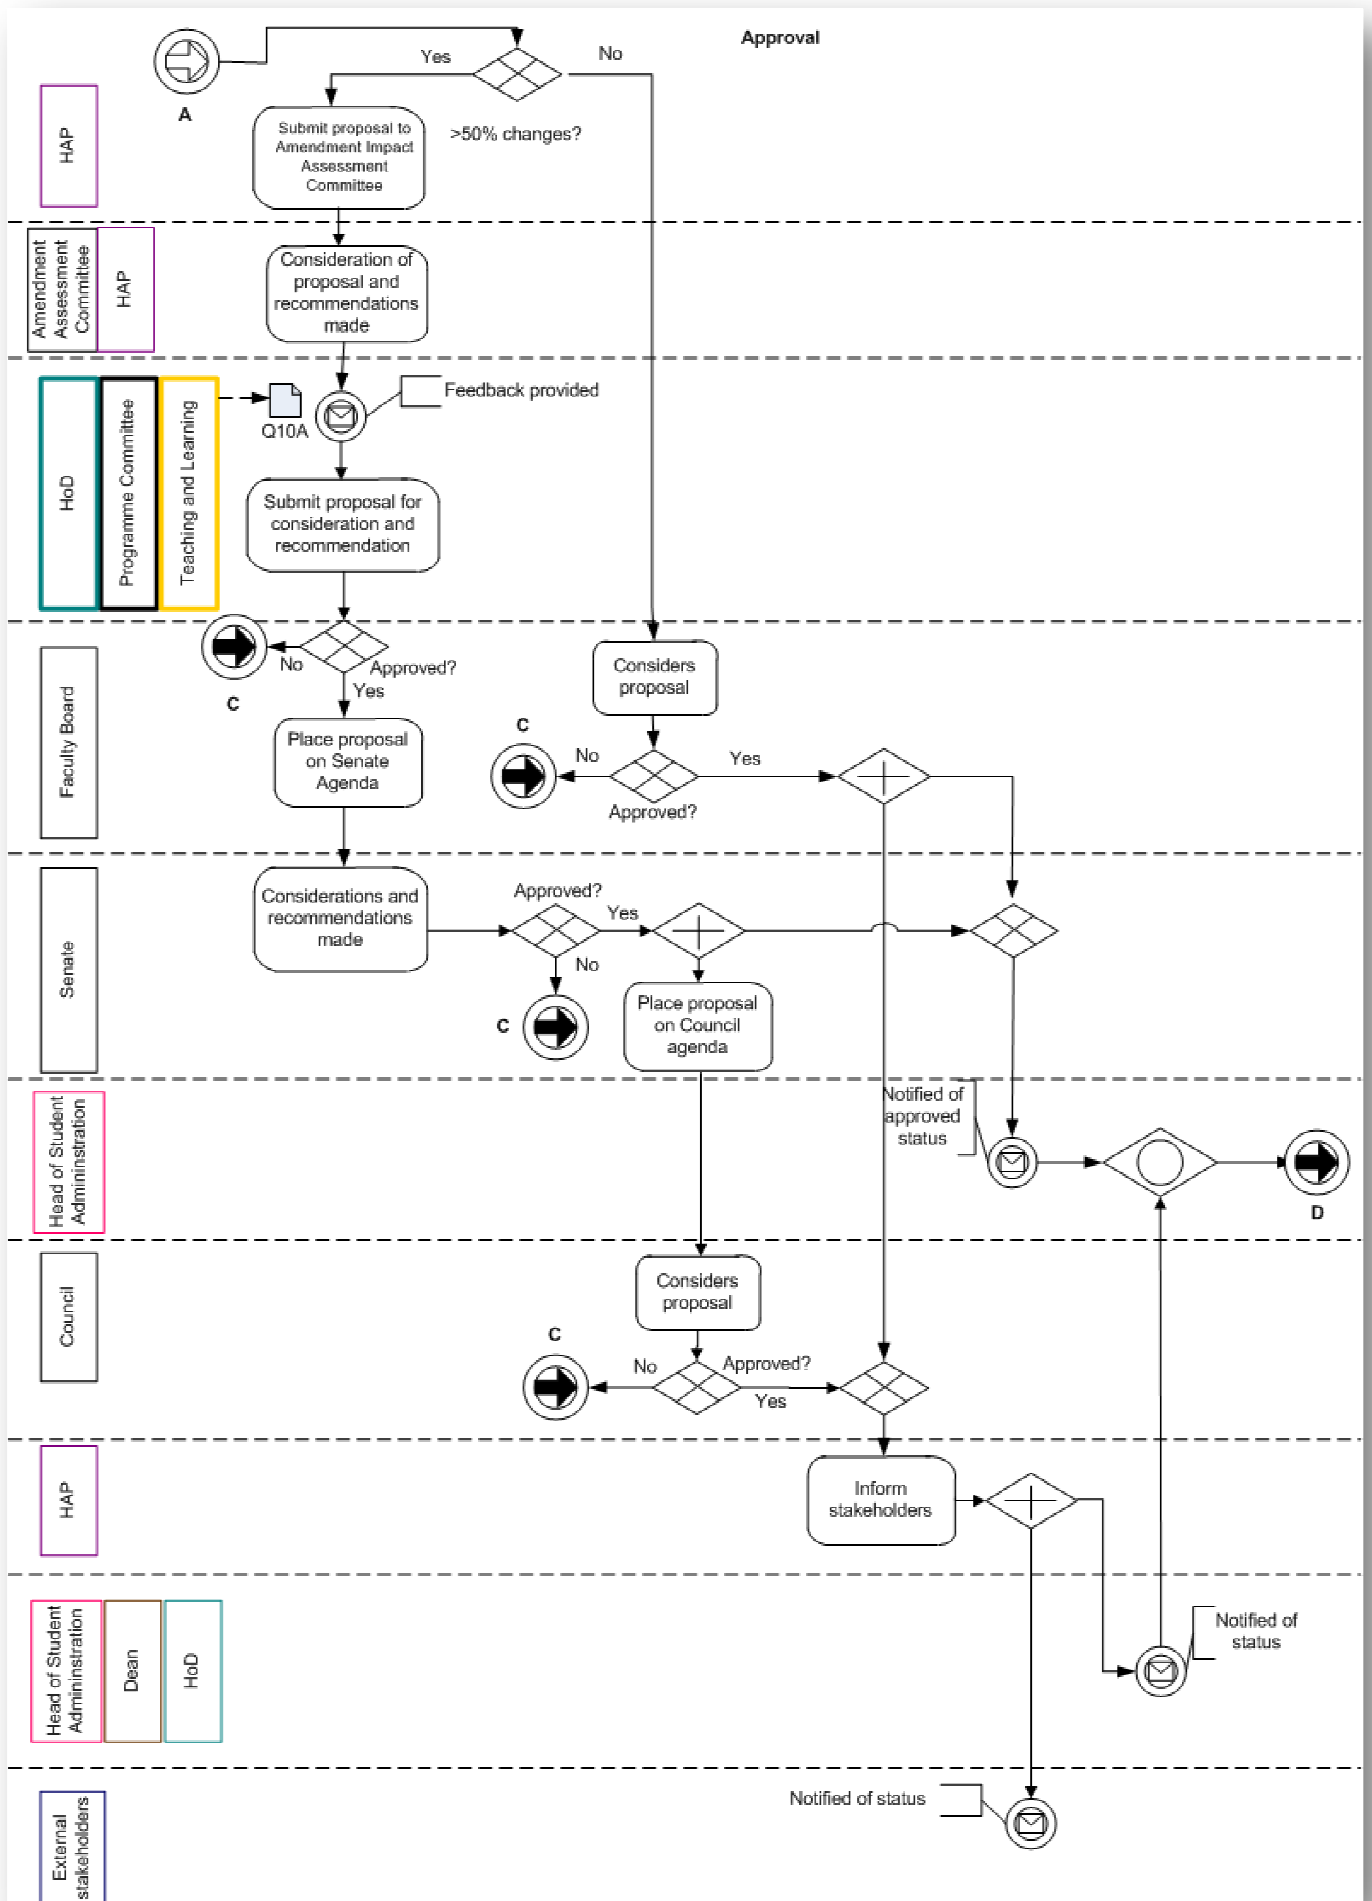 Approval
Yes
No
A
HAP
Submit proposal to
Amendment Impact
Assessment
Committee
>50% changes?
Amendment
Assessment
Committee
HAP
Consideration of
proposal and
recommendations
made
HoD
Programme Committee
Teaching and Learning
Q10A
Feedback provided
Submit proposal for
consideration and
recommendation
Faculty Board
No
Approved?
C
Yes
Considers
proposal
Place proposal
on Senate
Agenda
C
No
Yes
Approved?
Senate
Considerations and
recommendations
made
Approved?
Yes
No
C
Place proposal
on Council
agenda
Head of Student
Admininstration
Notified of
approved
status
D
Council
Considers
proposal
C
No
Approved?
Yes
HAP
Inform
stakeholders
Head of Student
Admininstration
Dean
HoD
Notified of
status
External
stakeholders
Notified of status